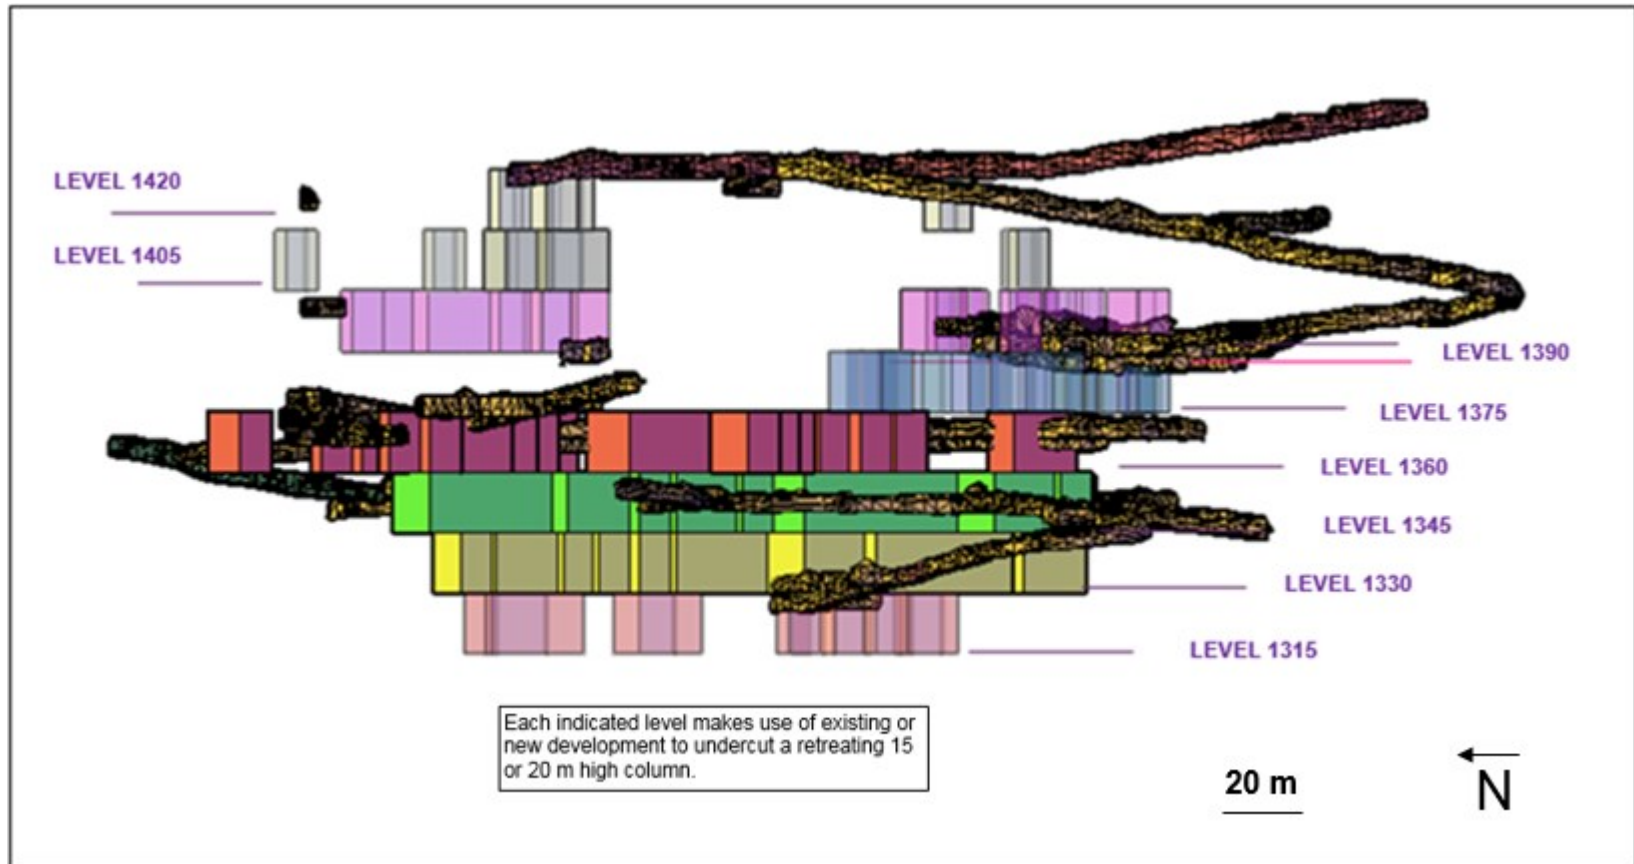 LEVEL 1420
LEVEL 1405
LEVEL 1390
LEVEL 1375
LEVEL 1360
LEVEL 1345
LEVEL 1330
LEVEL 1315
Each indicated level makes use of existing or
new development to undercut a retreating 15
or 20 m high column.
20 m
N